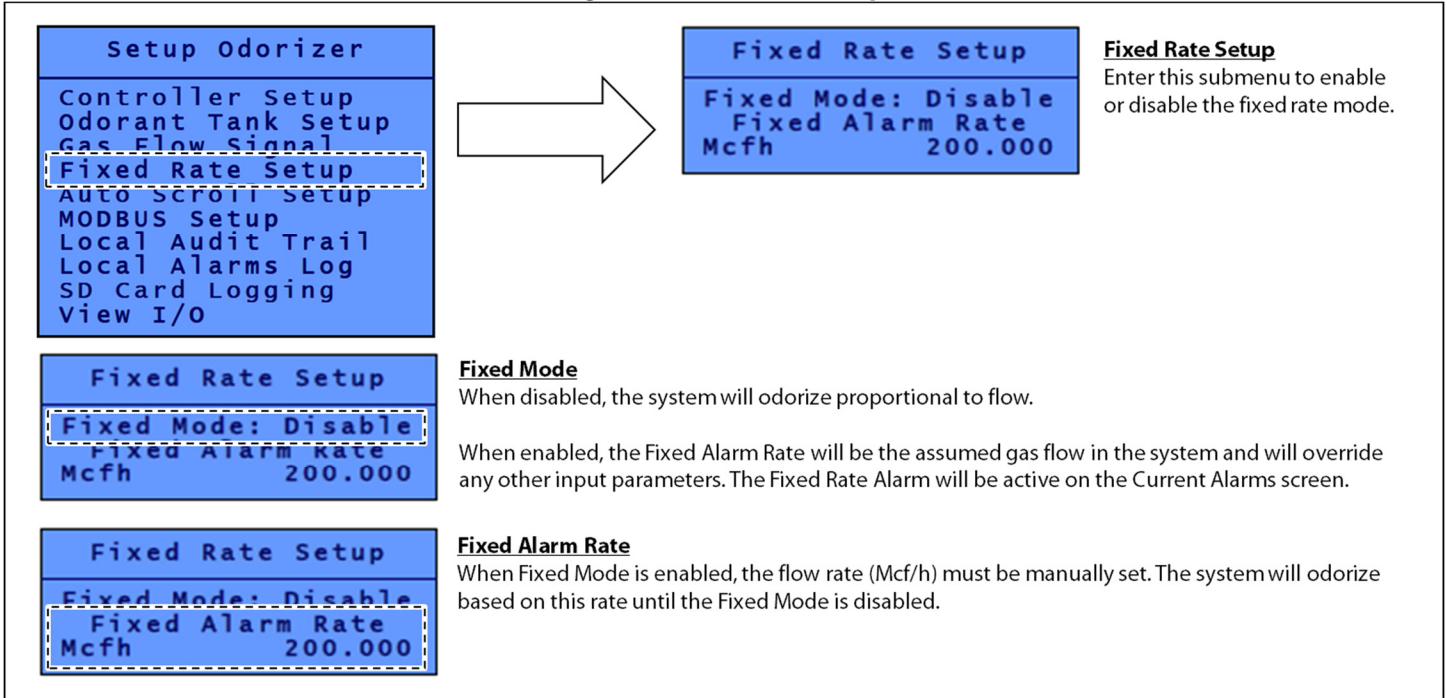 Setup Odorizer
Controller Setup
Odorant Tank Setup
Gas Flow Signal
Fixed Rate Setup
Auto Scroll Setup
MODBUS Setup
Local Audit Trail
Local Alarms Log
SD Card Logging
View I/O
Fixed Rate Setup
Fixed Mode: Disable
Fixed Alarm Rate
Mcfh 200.000
Fixed Rate Setup
Enter this submenu to enable
or disable the fixed rate mode.
Fixed Rate Setup
Fixed Mode: Disable
Fixed Alarm Rate
Mcfh 200.000
Fixed Mode
When disabled, the system will odorize proportional to flow.
When enabled, the Fixed Alarm Rate will be the assumed gas flow in the system and will override
any other input parameters. The Fixed Rate Alarm will be active on the Current Alarms screen.
Fixed Rate Setup
Fixed Mode: Disable
Fixed Alarm Rate
Mcfh 200.000
Fixed Alarm Rate
When Fixed Mode is enabled, the flow rate (Mcf/h) must be manually set. The system will odorize
based on this rate until the Fixed Mode is disabled.